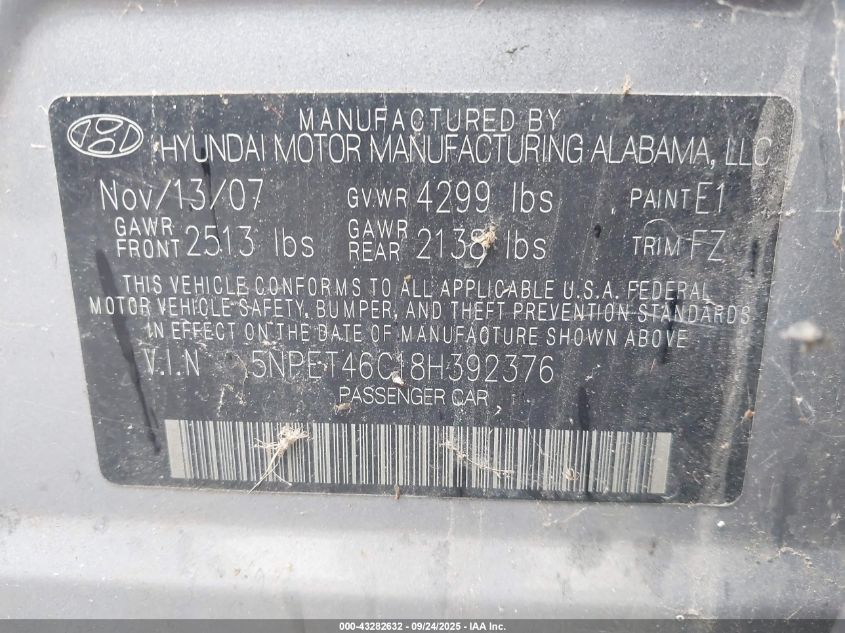 MANUFACTURED BY
HYUNDAI MOTOR MANUFACTURING ALABAMA, LLC
Nov/13/07 GVWR 4299 lbs PAINT E1
GAWR FRONT 2513 lbs GAWR REAR 2138 lbs TRIM FZ
THIS VEHICLE CONFORMS TO ALL APPLICABLE U.S.A. FEDERAL
MOTOR VEHICLE SAFETY, BUMPER, AND THEFT PREVENTION STANDARDS
IN EFFECT ON THE DATE OF MANUFACTURE SHOWN ABOVE
V.I.N 5NPET46C18H392376
PASSENGER CAR
000-43282632 - 09/24/2025 - IAA Inc.